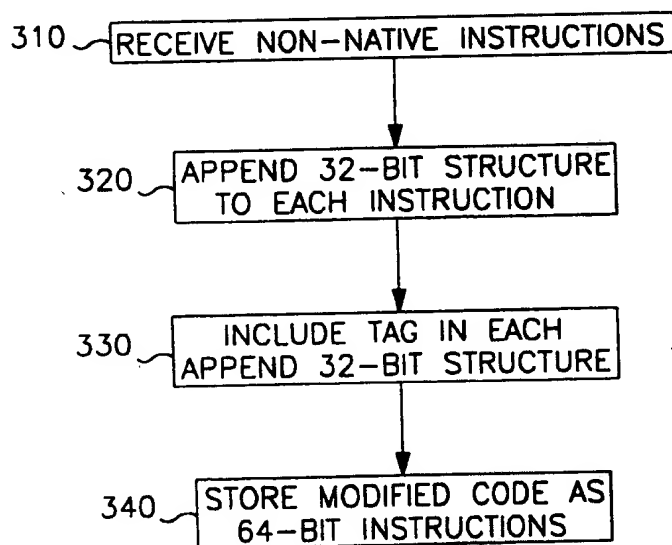 310 RECEIVE NON-NATIVE INSTRUCTIONS
320 APPEND 32-BIT STRUCTURE
TO EACH INSTRUCTION
330 INCLUDE TAG IN EACH
APPEND 32-BIT STRUCTURE
340 STORE MODIFIED CODE AS
64-BIT INSTRUCTIONS